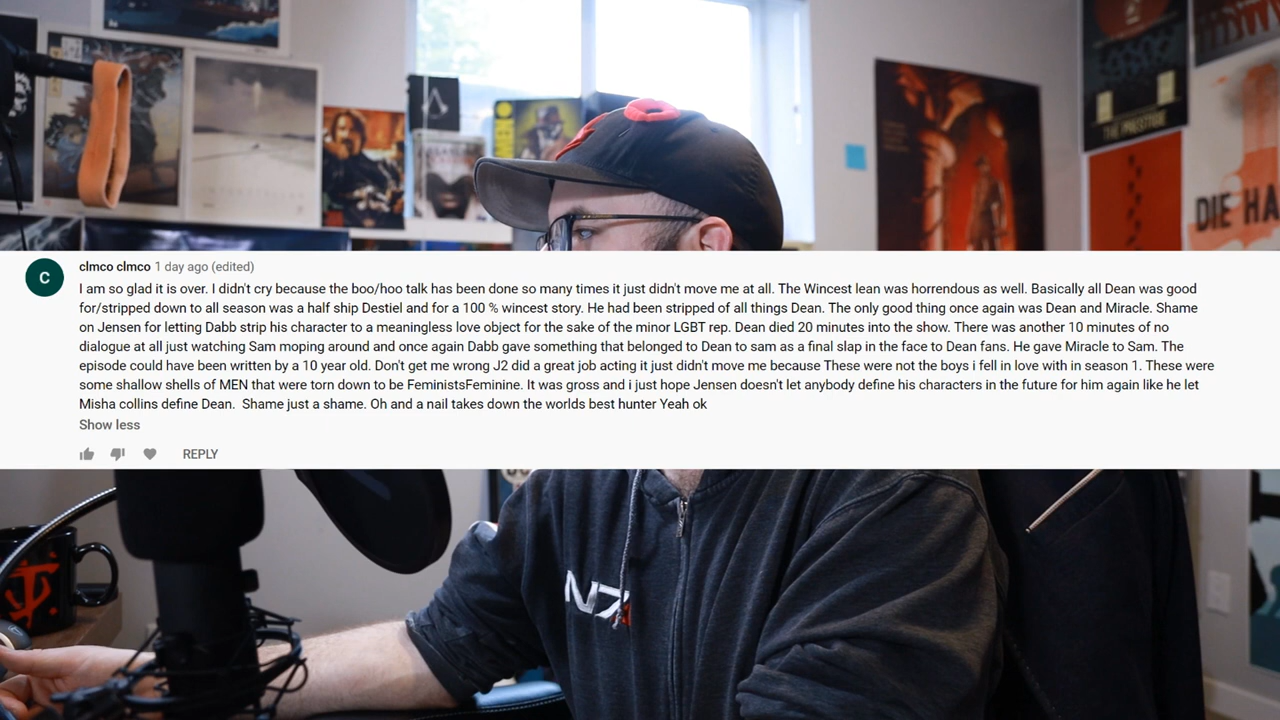 THE PRESTIGE
DIE HA
C
clmco clmco 1 day ago (edited)
I am so glad it is over. I didn't cry because the boo/hoo talk has been done so many times it just didn't move me at all. The Wincest lean was horrendous as well. Basically all Dean was good
for/stripped down to all season was a half ship Destiel and for a 100 % wincest story. He had been stripped of all things Dean. The only good thing once again was Dean and Miracle. Shame
on Jensen for letting Dabb strip his character to a meaningless love object for the sake of the minor LGBT rep. Dean died 20 minutes into the show. There was another 10 minutes of no
dialogue at all just watching Sam moping around and once again Dabb gave something that belonged to Dean to sam as a final slap in the face to Dean fans. He gave Miracle to Sam. The
episode could have been written by a 10 year old. Don't get me wrong J2 did a great job acting it just didn't move me because These were not the boys i fell in love with in season 1. These were
some shallow shells of MEN that were torn down to be FeministsFeminine. It was gross and i just hope Jensen doesn't let anybody define his characters in the future for him again like he let
Misha collins define Dean.  Shame just a shame. Oh and a nail takes down the worlds best hunter Yeah ok
Show less
REPLY
N7